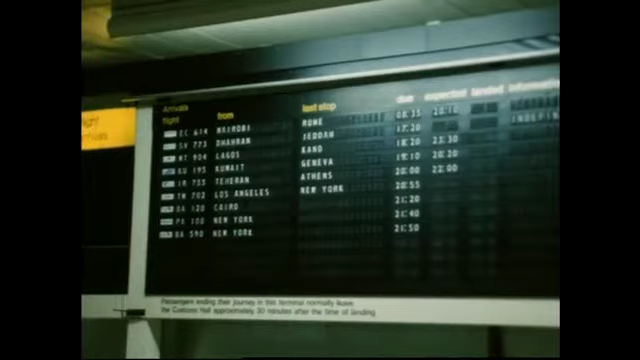 Arrivals
flight from last stop due expected landed information
EC 614 NAIROBI ROME 08:35 20:10
SV 773 DHAHRAN JEDDAH 17:20
WT 904 LAGOS KANO 18:20 23:30
KUWAIT GENEVA 19:10 20:20
IR 755 TEHERAN ATHENS 20:00 22:00
TW 702 LOS ANGELES NEW YORK 20:55
CAIRO 21:20
PA 100 NEW YORK 21:40
BA 590 NEW YORK 21:50
Passengers ending their journey in this terminal normally leave
the Customs Hall approximately 30 minutes after the time of landing